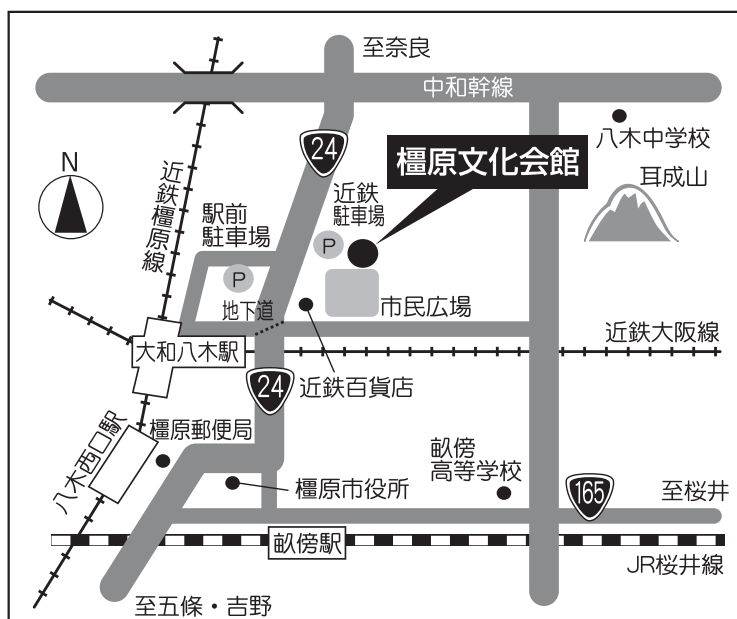 至奈良
中和幹線
八木中学校
24
橿原文化会館
耳成山
N
近鉄橿原線
近鉄
駐車場
P
駅前
駐車場
P
地下道
市民広場
大和八木駅
近鉄大阪線
24
近鉄百貨店
八木西口駅
橿原郵便局
畝傍
高等学校
橿原市役所
165
至桜井
畝傍駅
JR桜井線
至五條・吉野